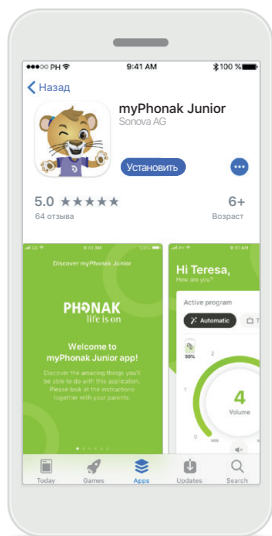 PH
9:41 AM
100 %
Назад
myPhonak Junior
Sonova AG
Установить
5.0
6+
64 отзыва
Возраст
Discover myPhonak Junior
PHONAK
life is on
Welcome to
myPhonak Junior app!
Discover the amazing things you'll
be able to do with this application.
Please look at the instructions
together with your parents.
Hi Teresa,
How are you?
Active program
Automatic
50%
4
Volume
0
Today
Games
Apps
Updates
Search